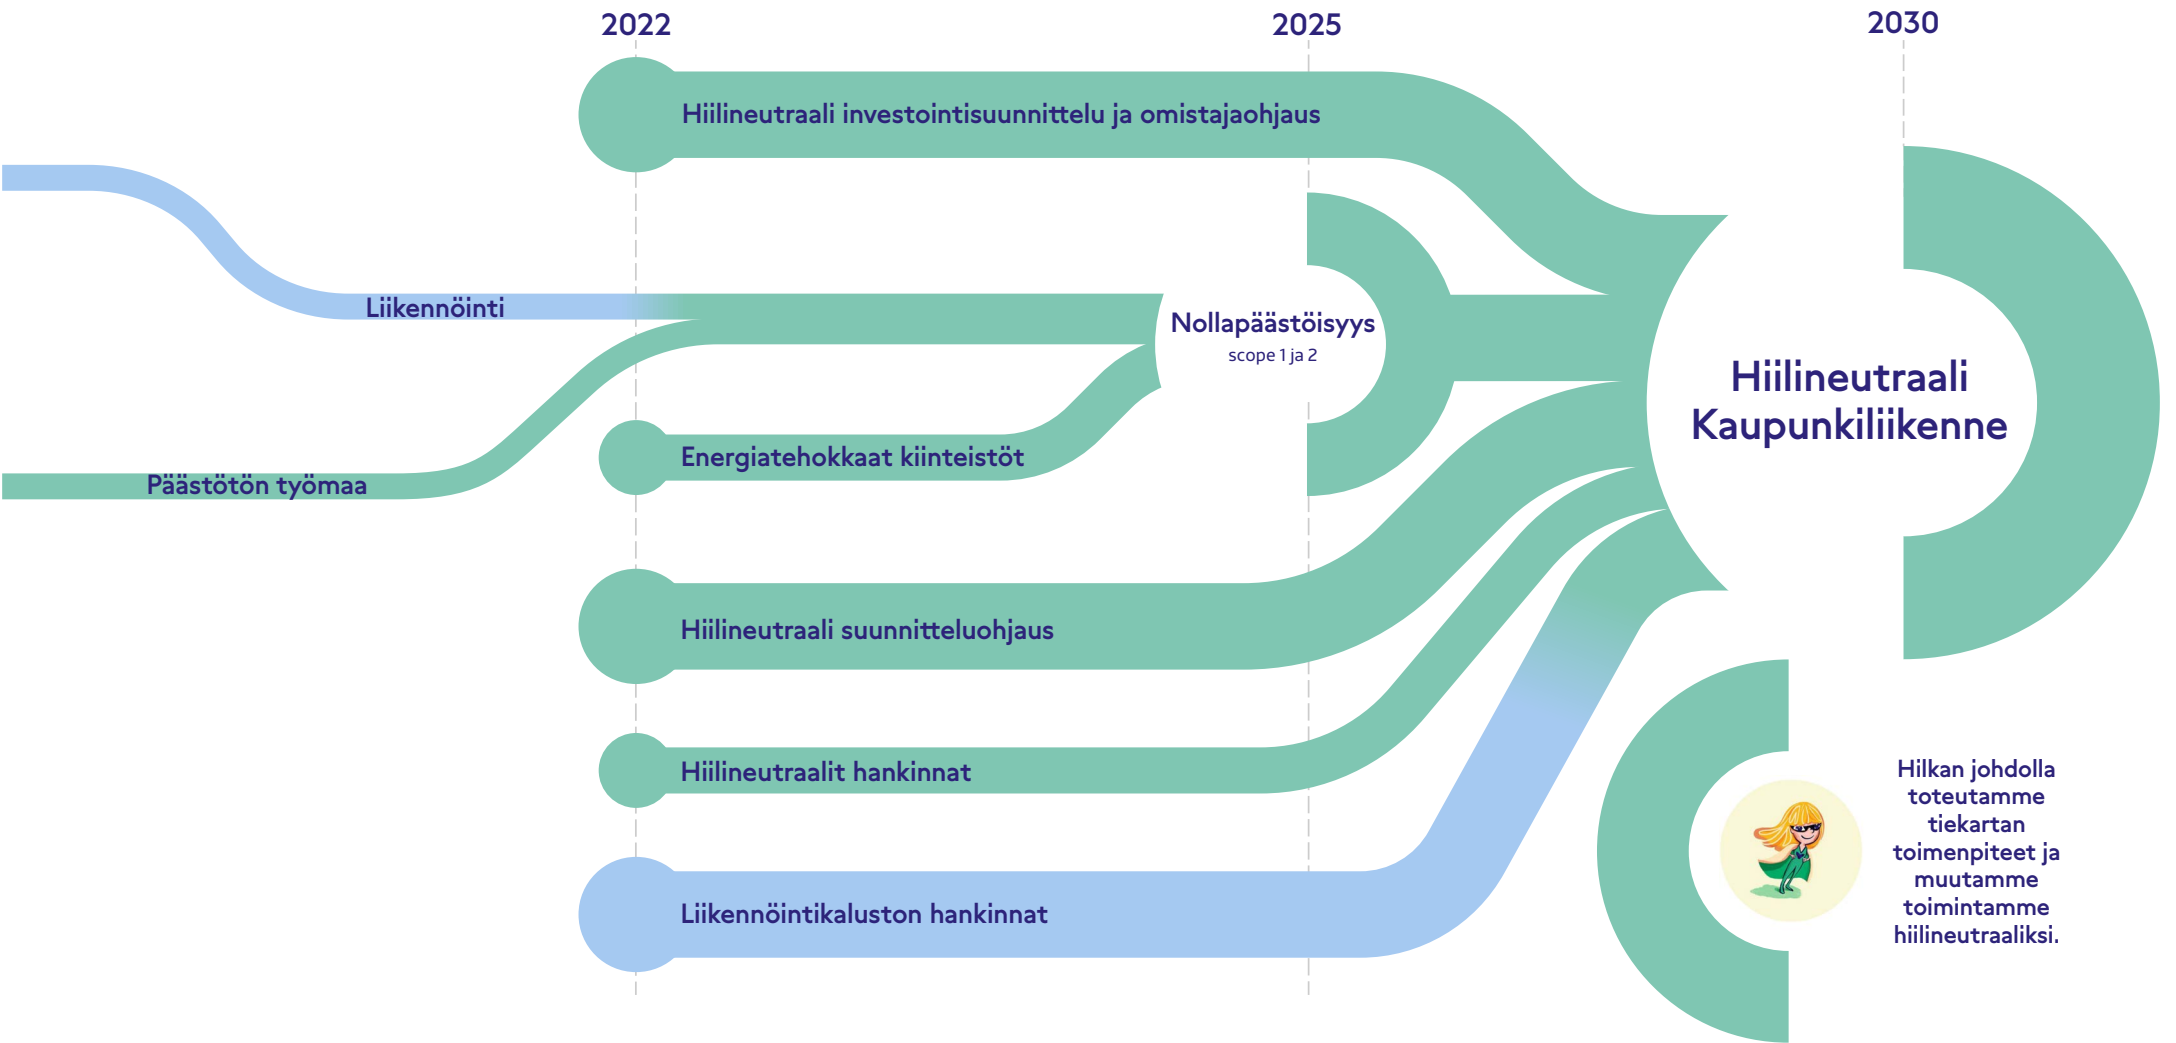 2022
2025
2030
Hiilineutraali investointisuunnittelu ja omistajaohjaus
Liikennöinti
Nollapäästöisyys
scope 1 ja 2
Hiilineutraali
Kaupunkiliikenne
Energiatehokkaat kiinteistöt
Päästötön työmaa
Hiilineutraali suunnitteluohjaus
Hiilineutraalit hankinnat
Liikennöintikaluston hankinnat
Hilkan johdolla
toteutamme
tiekartan
toimenpiteet ja
muutamme
toimintamme
hiilineutraaliksi.